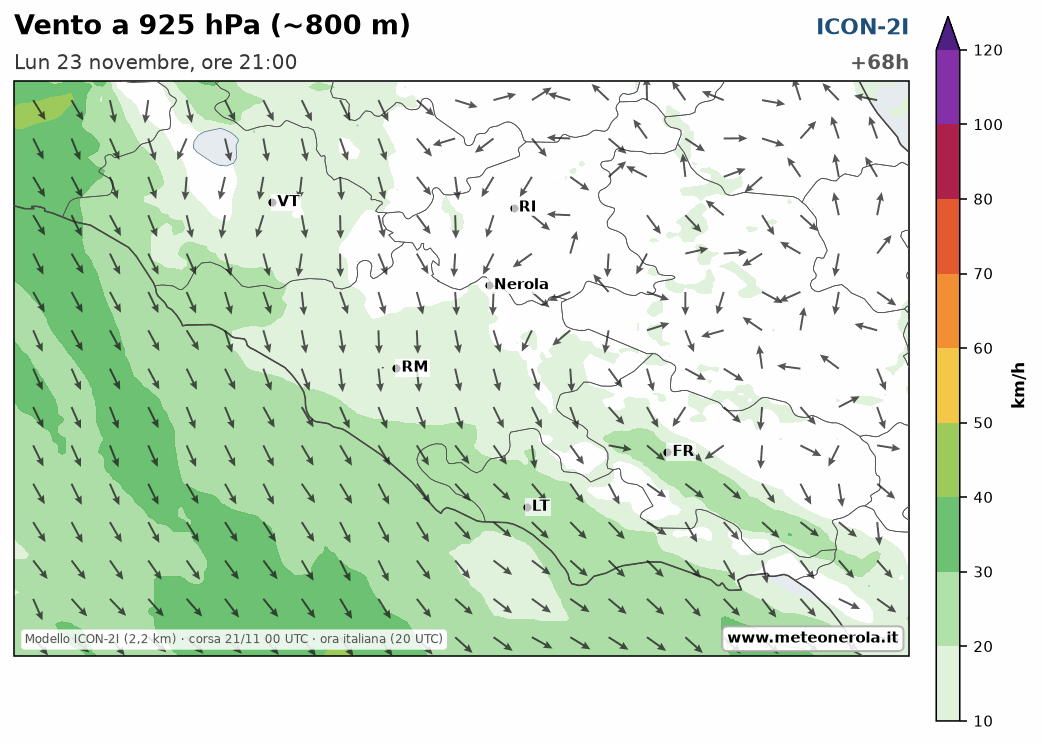 Vento a 925 hPa (~800 m)
ICON-2I
Lun 23 novembre, ore 21:00
+68h
120
100
80
70
60
50
40
30
20
10
km/h
VT
RI
Nerola
RM
FR
LT
Modello ICON-2I (2,2 km) · corsa 21/11 00 UTC · ora italiana (20 UTC)
www.meteonerola.it